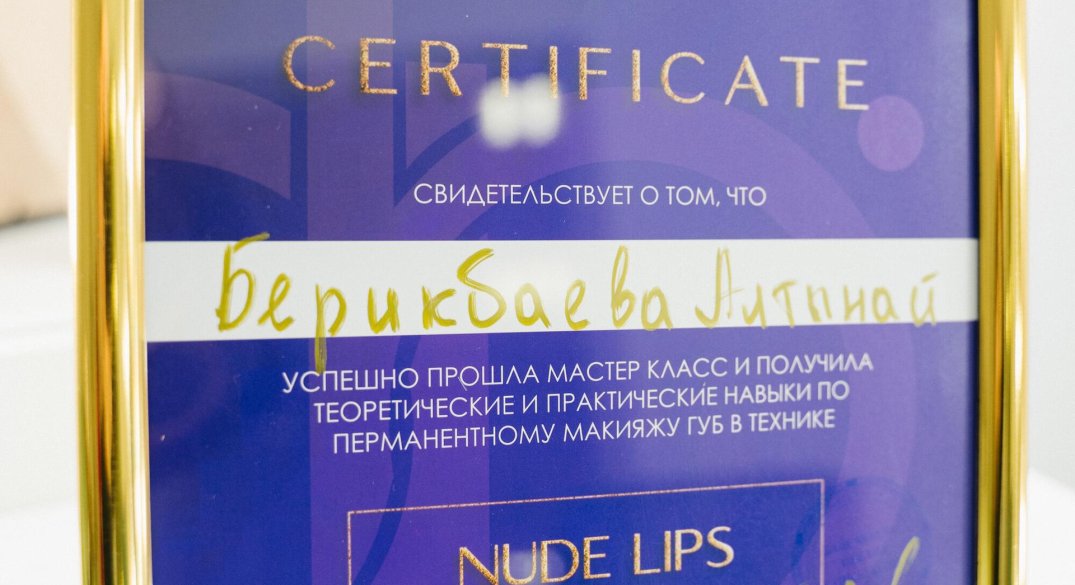 CERTIFICATE
СВИДЕТЕЛЬСТВУЕТ О ТОМ, ЧТО
Берикбаева Алтынай
УСПЕШНО ПРОШЛА МАСТЕР КЛАСС И ПОЛУЧИЛА
ТЕОРЕТИЧЕСКИЕ И ПРАКТИЧЕСКИЕ НАВЫКИ ПО
ПЕРМАНЕНТНОМУ МАКИЯЖУ ГУБ В ТЕХНИКЕ
NUDE LIPS